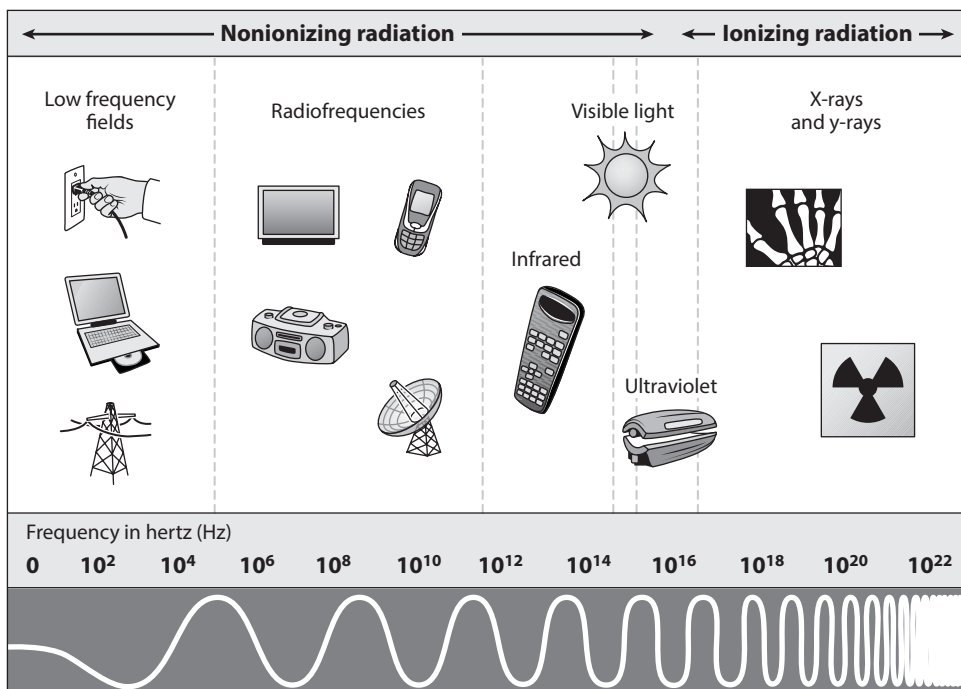 Nonionizing radiation
Ionizing radiation
Low frequency
fields
Radiofrequencies
Visible light
X-rays
and y-rays
Infrared
Ultraviolet
Frequency in hertz (Hz)
0 10² 10⁴ 10⁶ 10⁸ 10¹⁰ 10¹² 10¹⁴ 10¹⁶ 10¹⁸ 10²⁰ 10²²